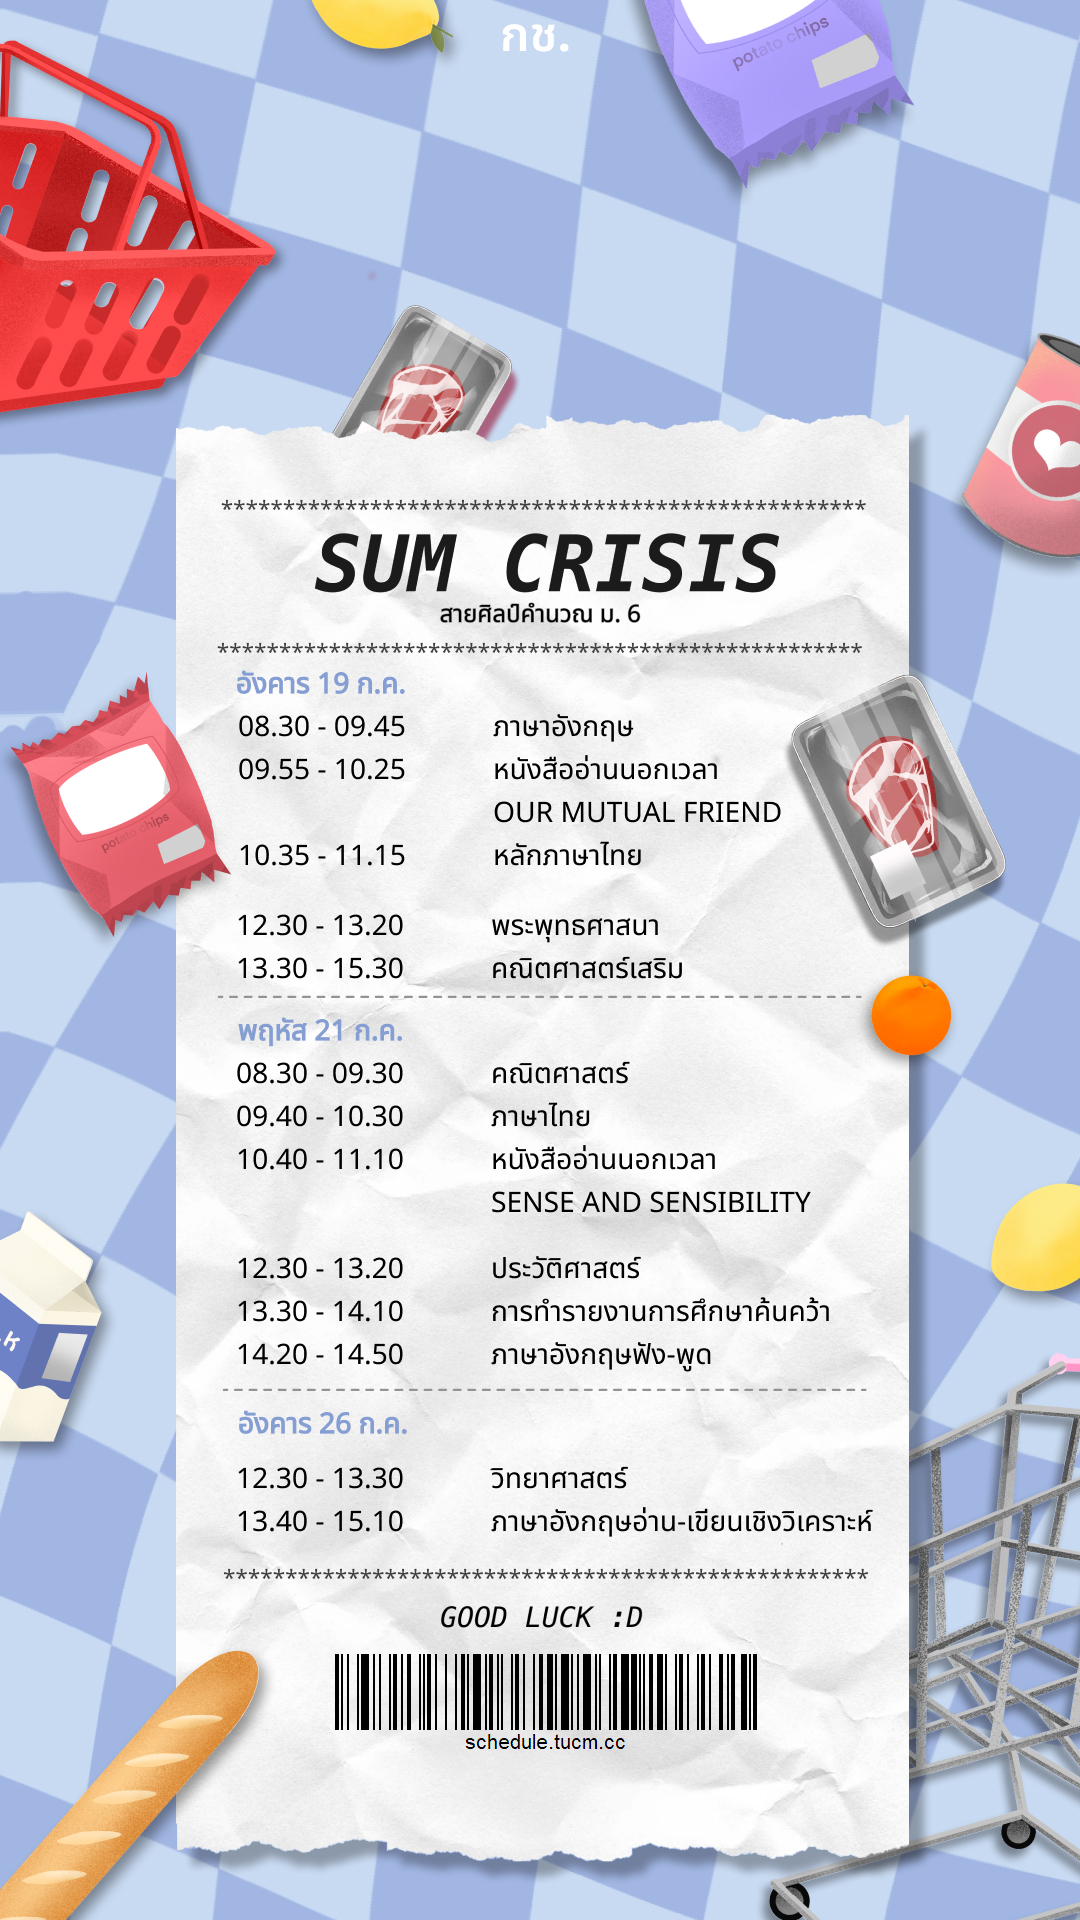 กช.
potato chips
***************************************************
SUM CRISIS
สายศิลป์คำนวณ ม. 6
***************************************************
อังคาร 19 ก.ค.
08.30 - 09.45 ภาษาอังกฤษ
09.55 - 10.25 หนังสืออ่านนอกเวลา
OUR MUTUAL FRIEND
10.35 - 11.15 หลักภาษาไทย
12.30 - 13.20 พระพุทธศาสนา
13.30 - 15.30 คณิตศาสตร์เสริม
potato chips
พฤหัส 21 ก.ค.
08.30 - 09.30 คณิตศาสตร์
09.40 - 10.30 ภาษาไทย
10.40 - 11.10 หนังสืออ่านนอกเวลา
SENSE AND SENSIBILITY
12.30 - 13.20 ประวัติศาสตร์
13.30 - 14.10 การทำรายงานการศึกษาค้นคว้า
14.20 - 14.50 ภาษาอังกฤษฟัง-พูด
อังคาร 26 ก.ค.
12.30 - 13.30 วิทยาศาสตร์
13.40 - 15.10 ภาษาอังกฤษอ่าน-เขียนเชิงวิเคราะห์
***************************************************
GOOD LUCK :D
schedule.tucm.cc